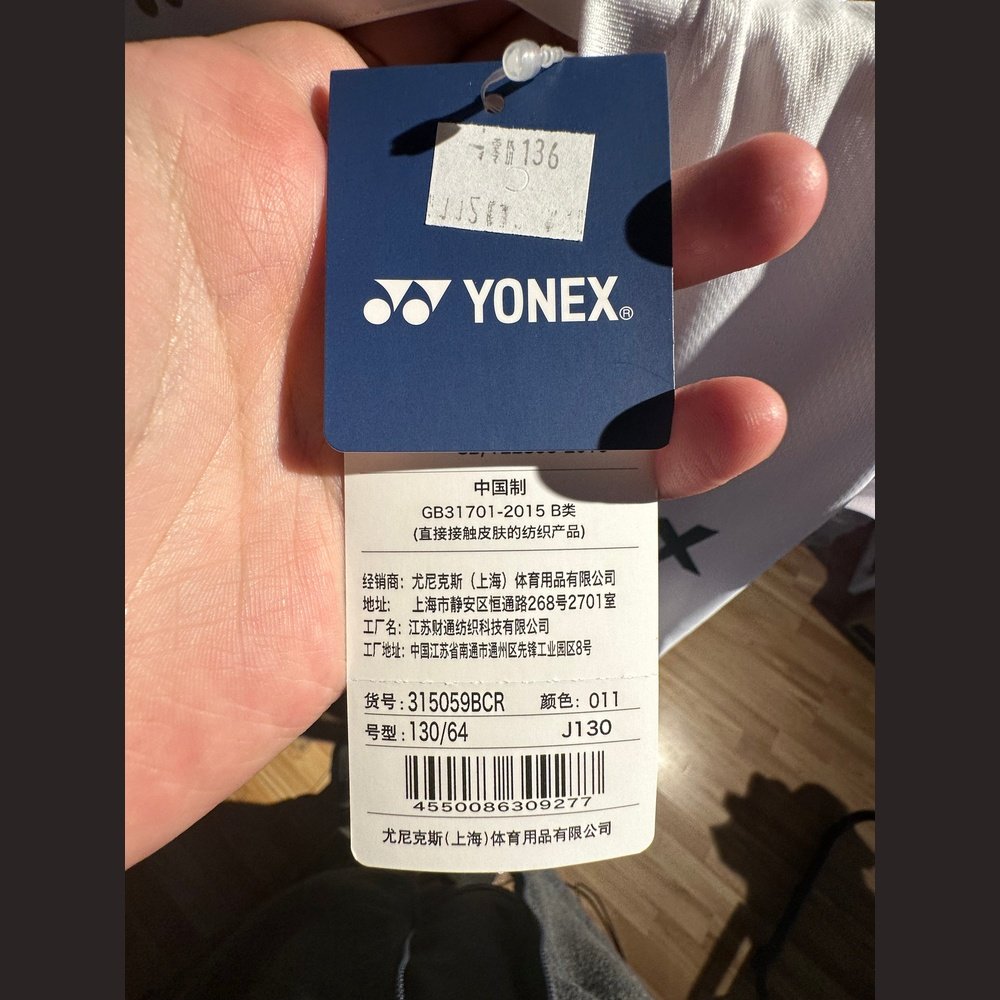 零售价 136
YONEX®
中国制
GB31701-2015 B类
(直接接触皮肤的纺织产品)
经销商: 尤尼克斯（上海）体育用品有限公司
地址: 上海市静安区恒通路268号2701室
工厂名: 江苏财通纺织科技有限公司
工厂地址: 中国江苏省南通市通州区先锋工业园区8号
货号: 315059BCR 颜色: 011
号型: 130/64 J130
4550086309277
尤尼克斯(上海)体育用品有限公司
X